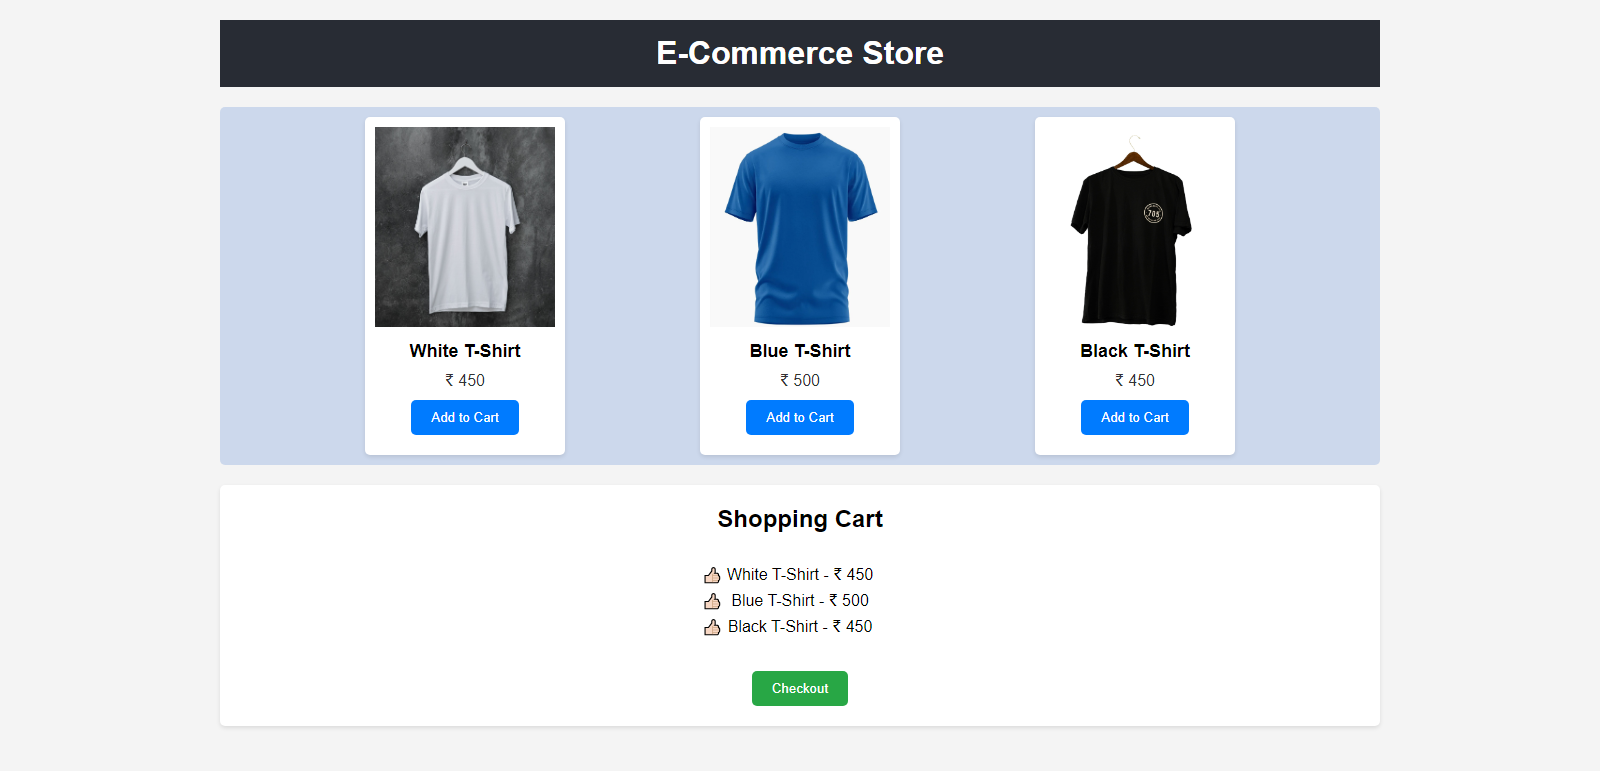 E-Commerce Store
705
White T-Shirt
₹ 450
Add to Cart
Blue T-Shirt
₹ 500
Add to Cart
Black T-Shirt
₹ 450
Add to Cart
Shopping Cart
White T-Shirt - ₹ 450
Blue T-Shirt - ₹ 500
Black T-Shirt - ₹ 450
Checkout